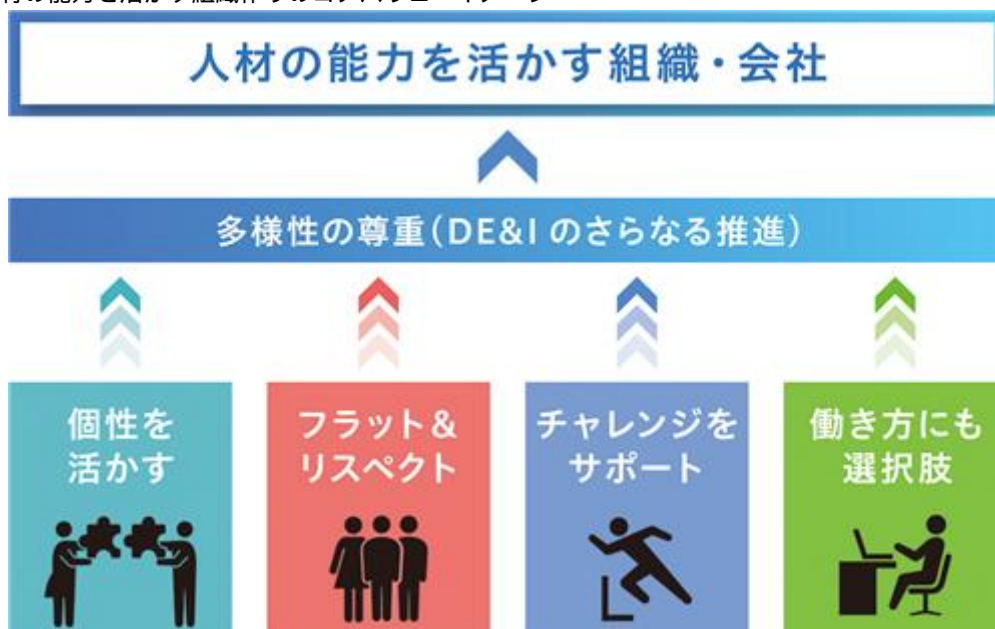 人材の能力を活かす組織・会社
多様性の尊重(DE&Iのさらなる推進)
個性を
活かす
フラット&
リスペクト
チャレンジを
サポート
働き方にも
選択肢